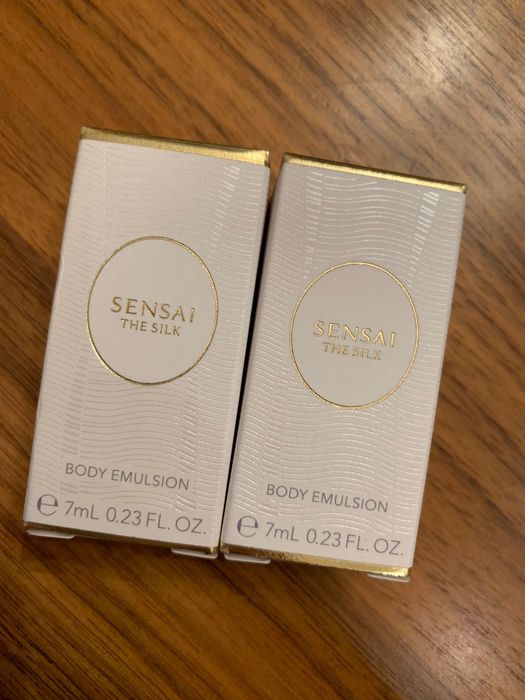 SENSAI
THE SILK
BODY EMULSION
℮ 7mL 0.23 FL. OZ.
SENSAI
THE SILK
BODY EMULSION
℮ 7mL 0.23 FL. OZ.